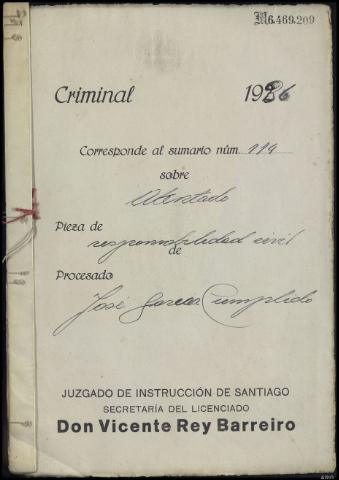 M6.469.209
Criminal 1936
Corresponde al sumario núm. 119
sobre
Atentado
Pieza de
responsabilidad civil
de
Procesado
José García Cumplido
JUZGADO DE INSTRUCCIÓN DE SANTIAGO
SECRETARÍA DEL LICENCIADO
Don Vicente Rey Barreiro